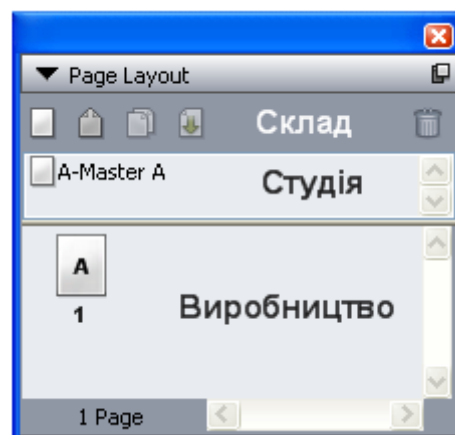 Page Layout
Склад
A-Master A
Студія
A
1
Виробництво
1 Page